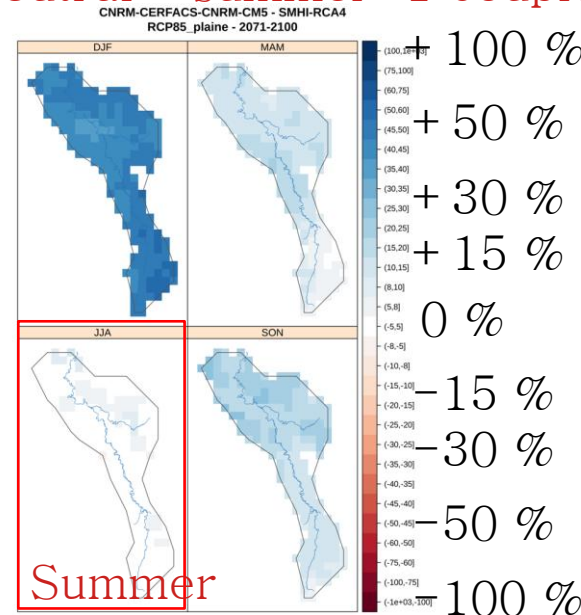 CNRM-CERFACS-CNRM-CM5 - SMHI-RCA4
RCP85_plaine - 2071-2100
DJF
MAM
JJA
SON
Summer
(75,100]
(60,75]
(50,60]
(45,50]
(40,45]
(35,40]
(30,35]
(25,30]
(20,25]
(15,20]
(10,15]
(8,10]
(5,8]
(-5,5]
(-8,-5]
(-10,-8]
(-15,-10]
(-20,-15]
(-25,-20]
(-30,-25]
(-35,-30]
(-40,-35]
(-45,-40]
(-50,-45]
(-60,-50]
(-75,-60]
(-100,-75]
(-1e+03,-100]
+ 100 %
+ 50 %
+ 30 %
+ 15 %
0 %
-15 %
-30 %
-50 %
-100 %